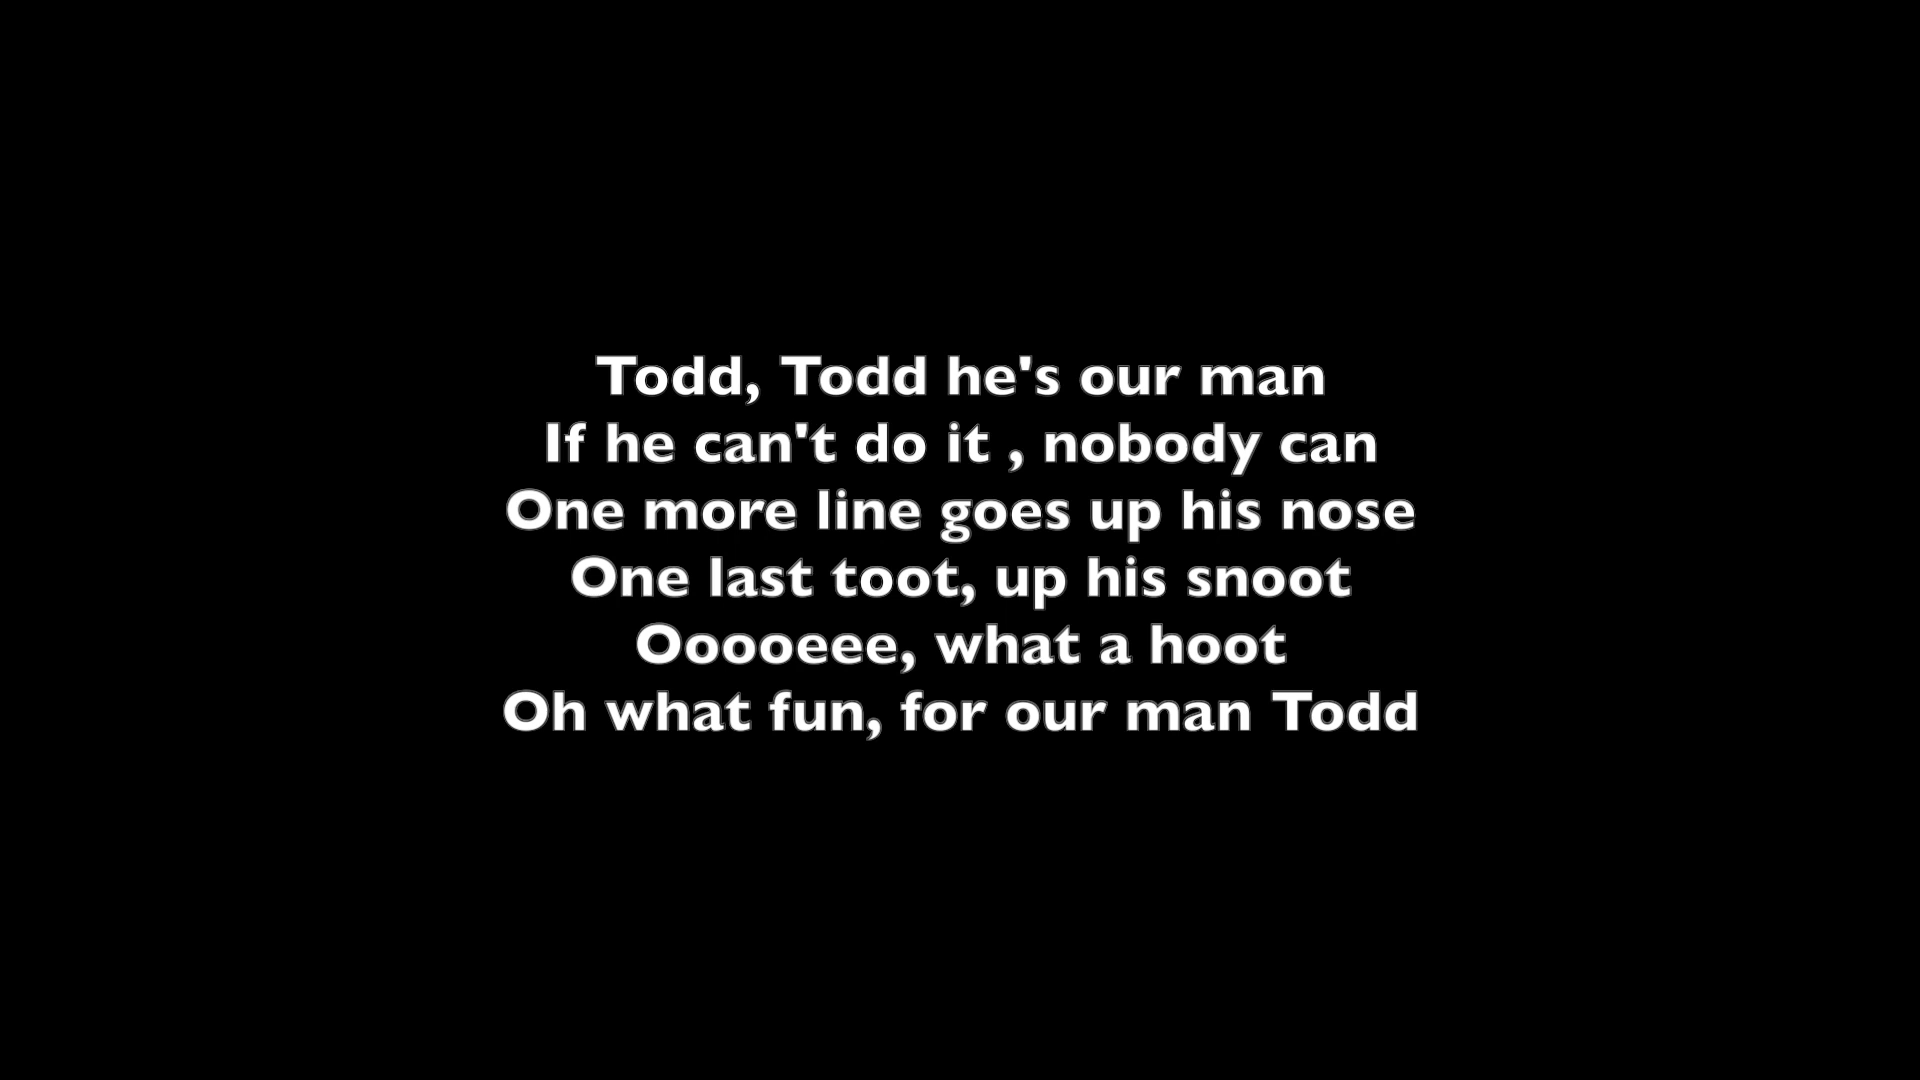 Todd, Todd he's our man
If he can't do it , nobody can
One more line goes up his nose
One last toot, up his snoot
Ooooeee, what a hoot
Oh what fun, for our man Todd